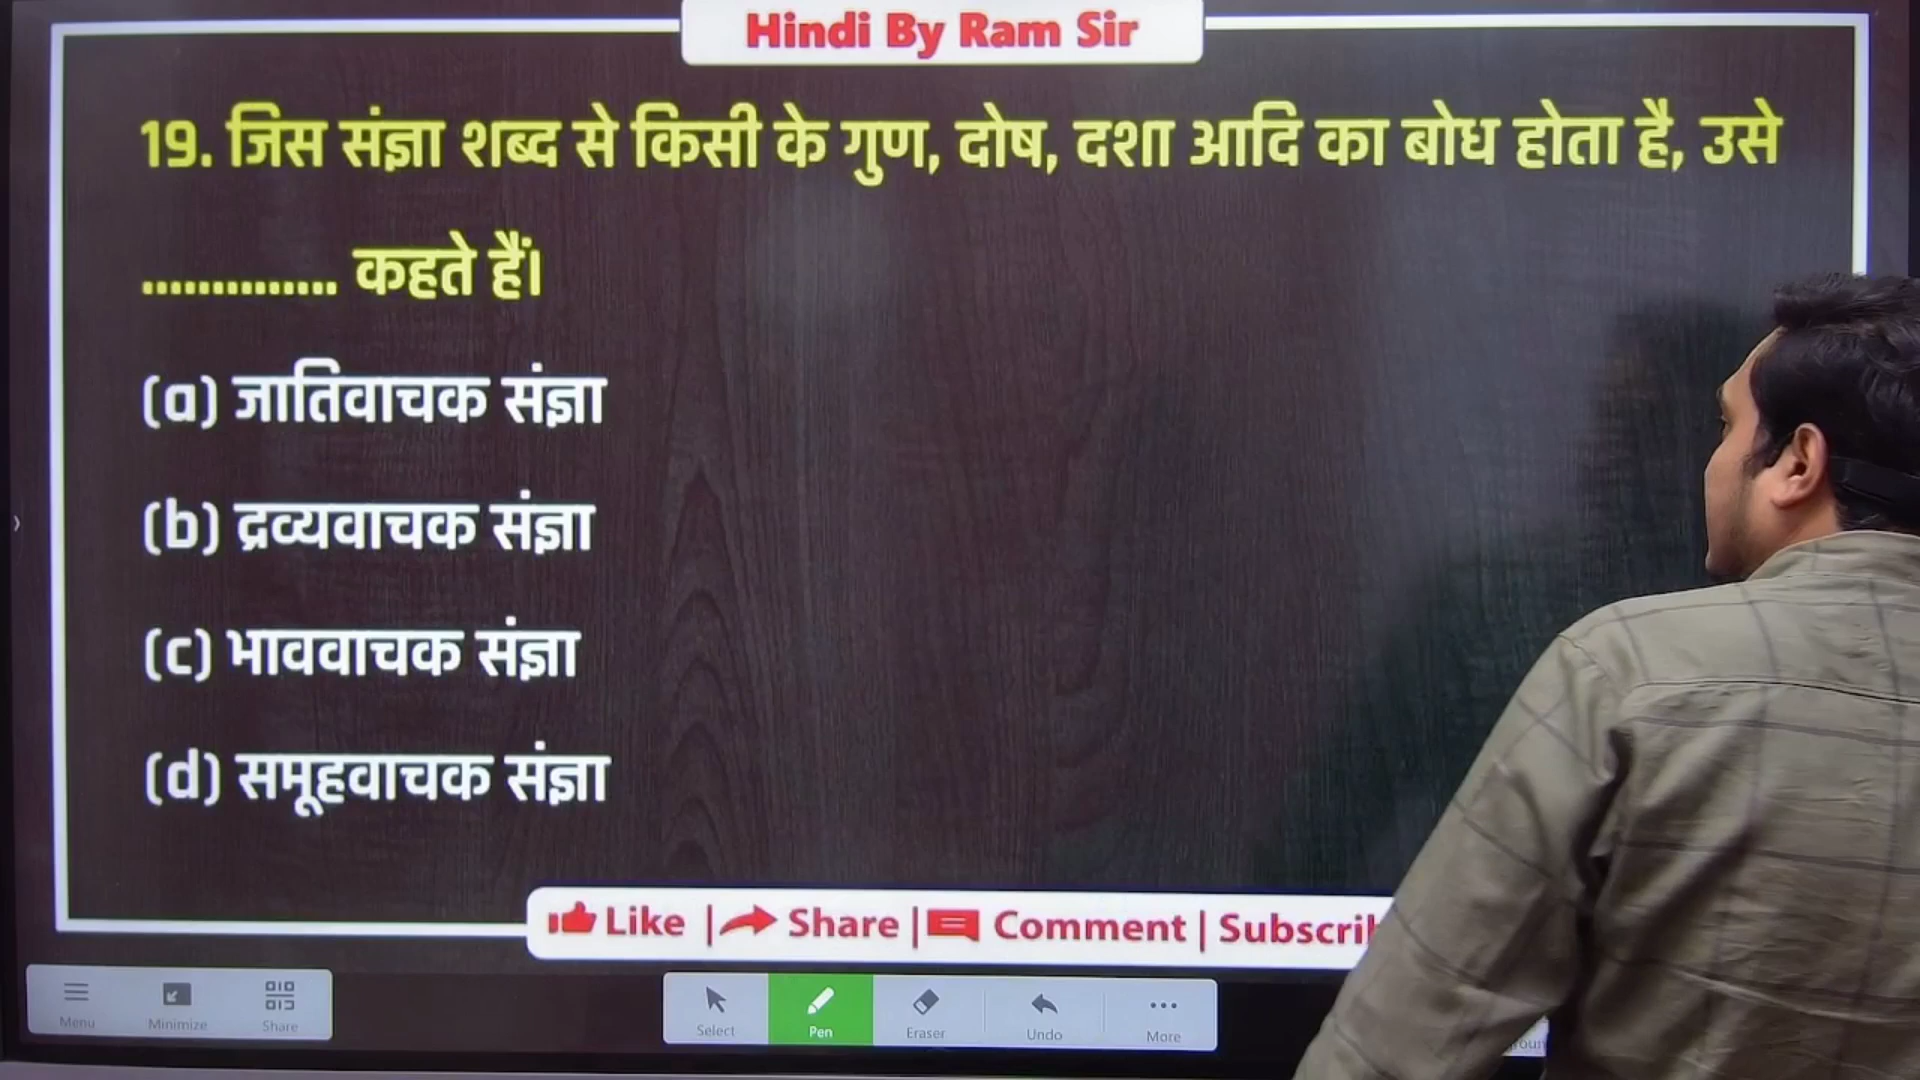 Hindi By Ram Sir
19. जिस संज्ञा शब्द से किसी के गुण, दोष, दशा आदि का बोध होता है, उसे
.............. कहते हैं।
(a) जातिवाचक संज्ञा
(b) द्रव्यवाचक संज्ञा
(c) भाववाचक संज्ञा
(d) समूहवाचक संज्ञा
Like | Share | Comment |
Menu Minimize Share Select Pen Eraser Undo More